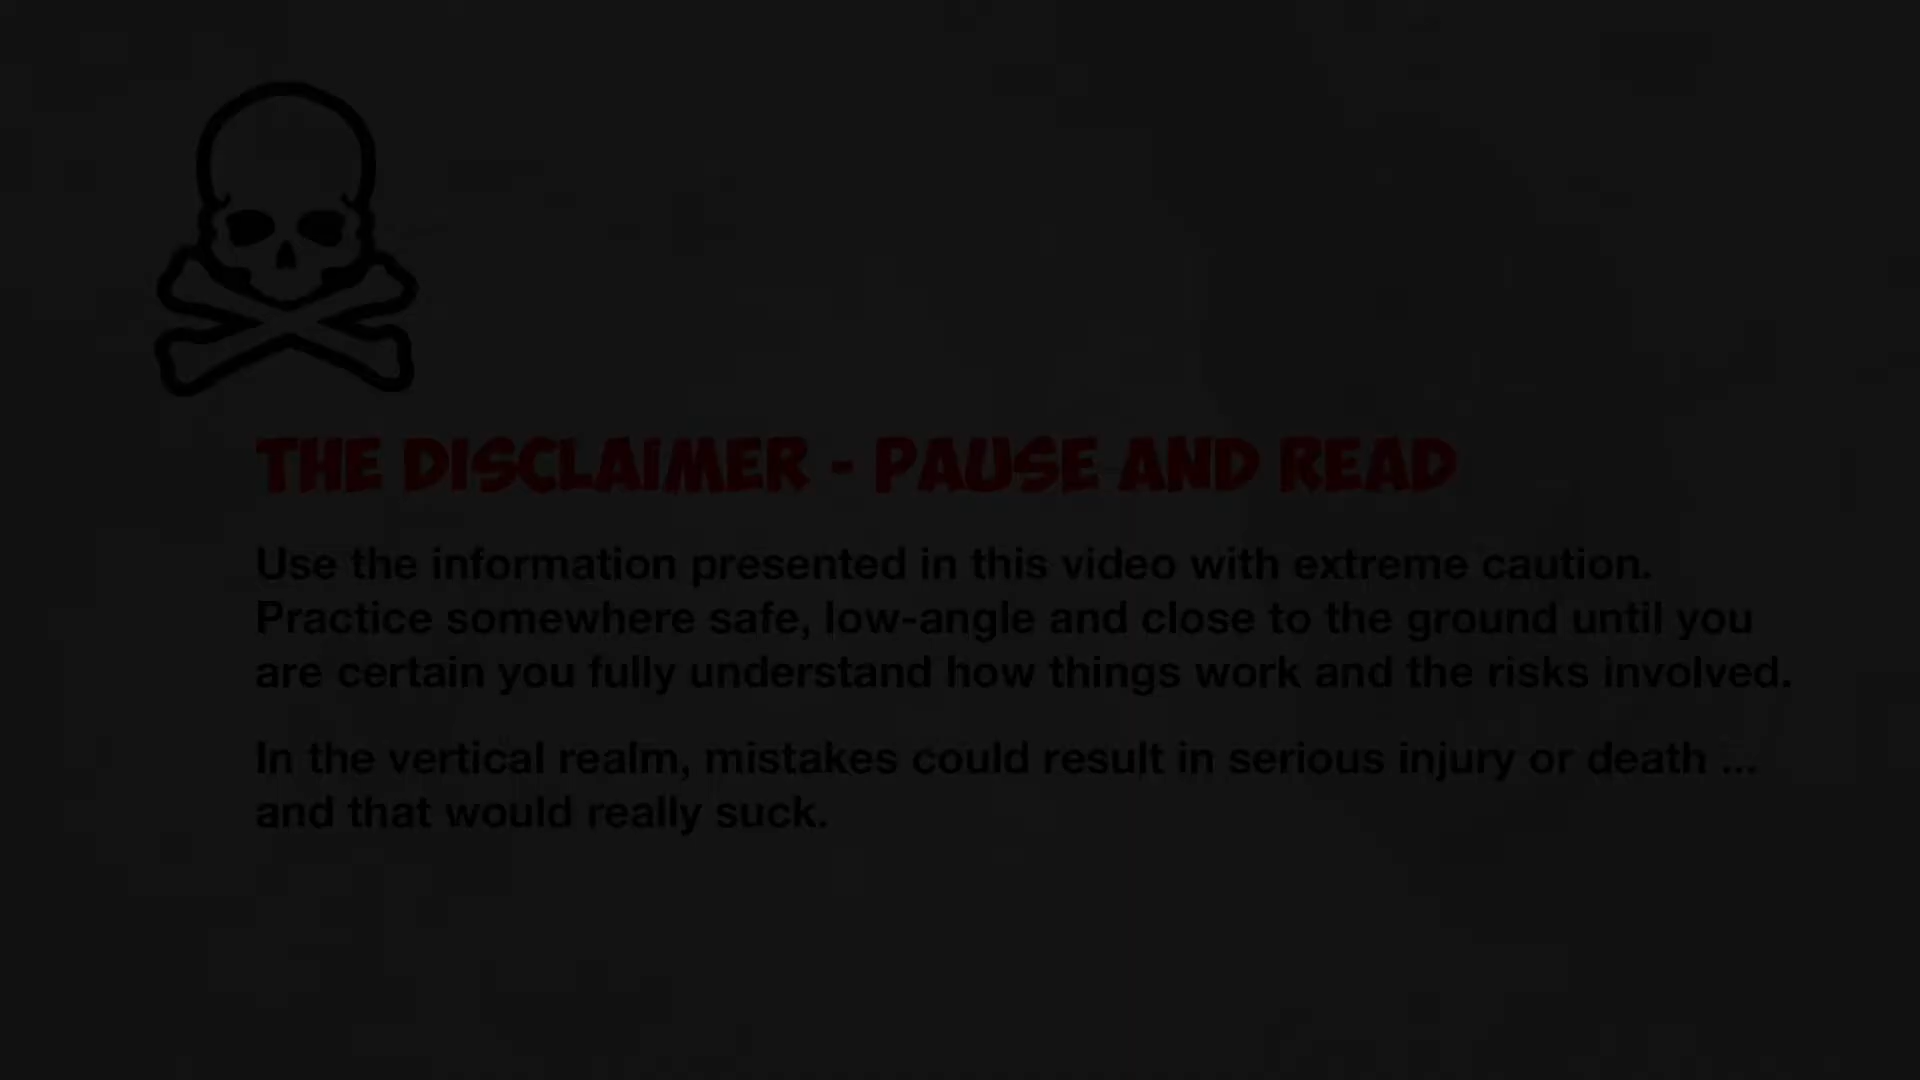 THE DISCLAIMER - PAUSE AND READ
Use the information presented in this video with extreme caution.
Practice somewhere safe, low-angle and close to the ground until you
are certain you fully understand how things work and the risks involved.
In the vertical realm, mistakes could result in serious injury or death ...
and that would really suck.